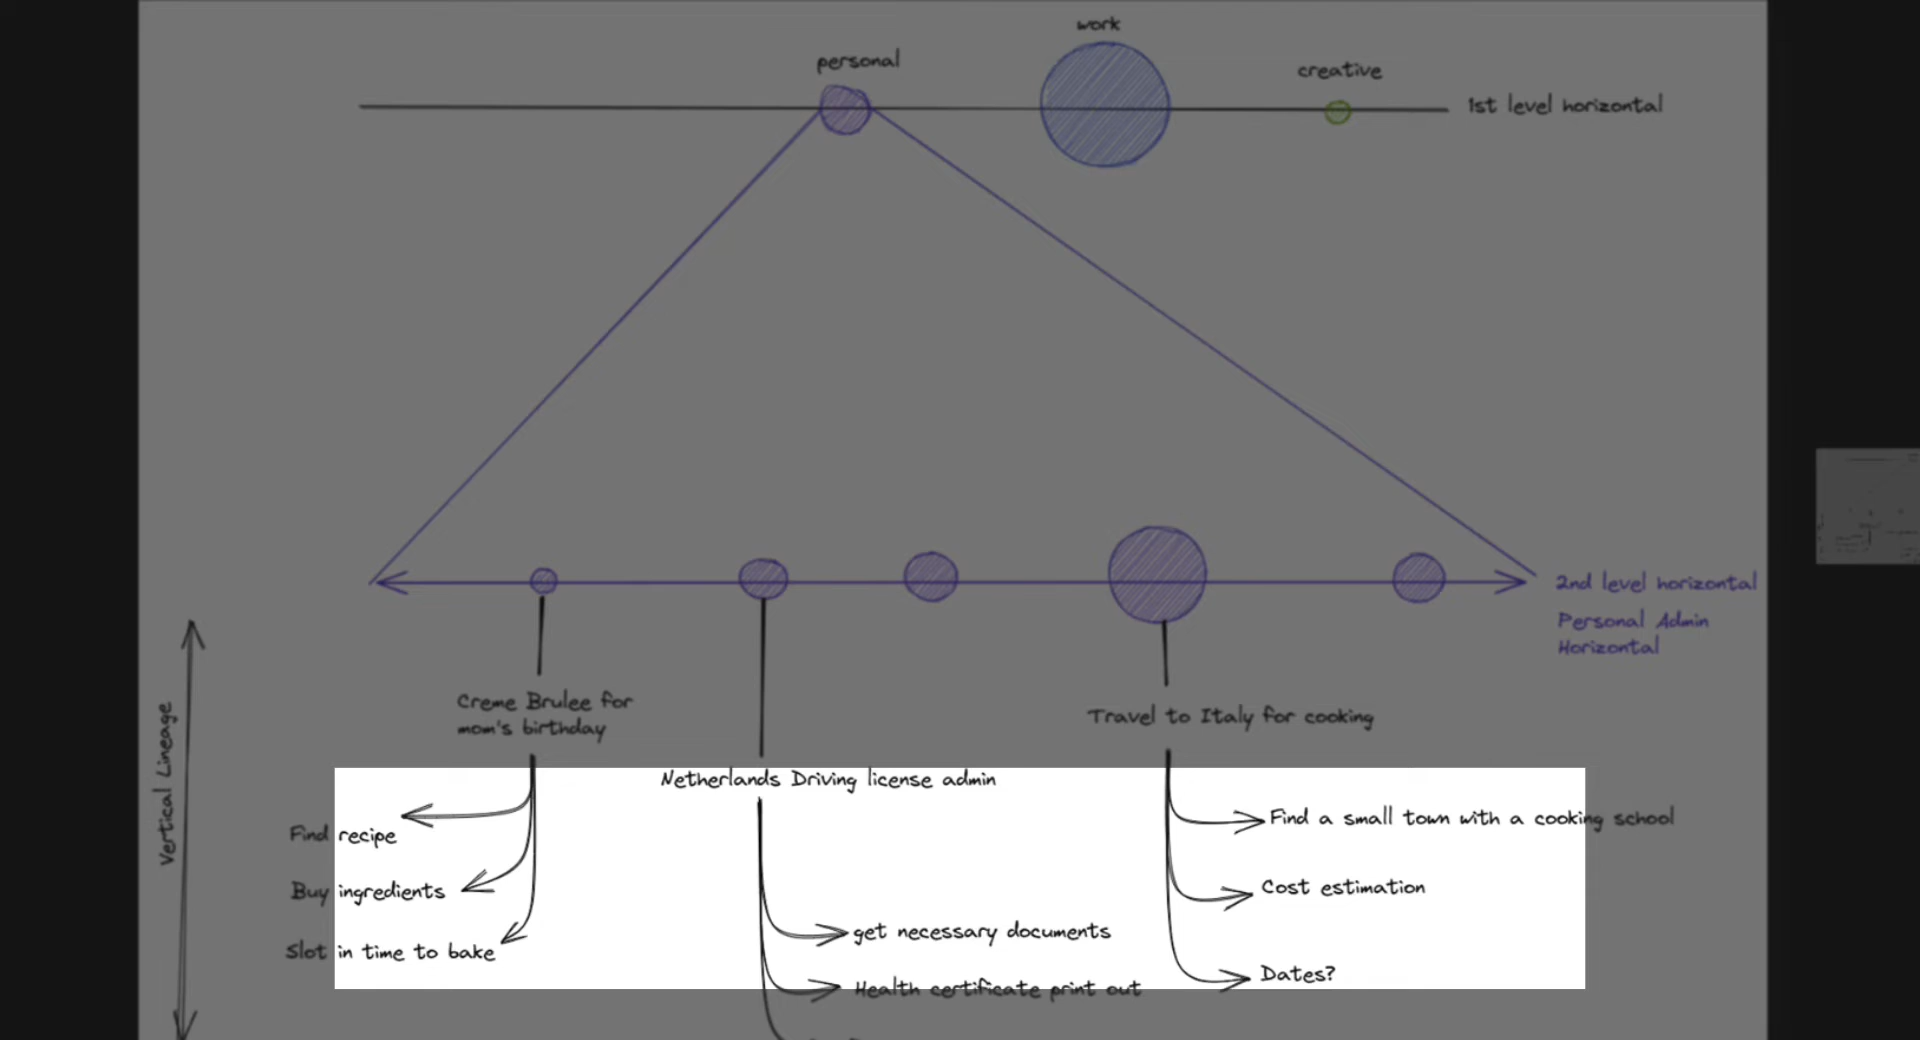 work
personal
creative
1st level horizontal
2nd level horizontal
Personal Admin
Horizontal
Vertical Lineage
Creme Brulee for
mom's birthday
Find recipe
Buy ingredients
Slot in time to bake
Netherlands Driving license admin
get necessary documents
Health certificate print out
Travel to Italy for cooking
Find a small town with a cooking school
Cost estimation
Dates?